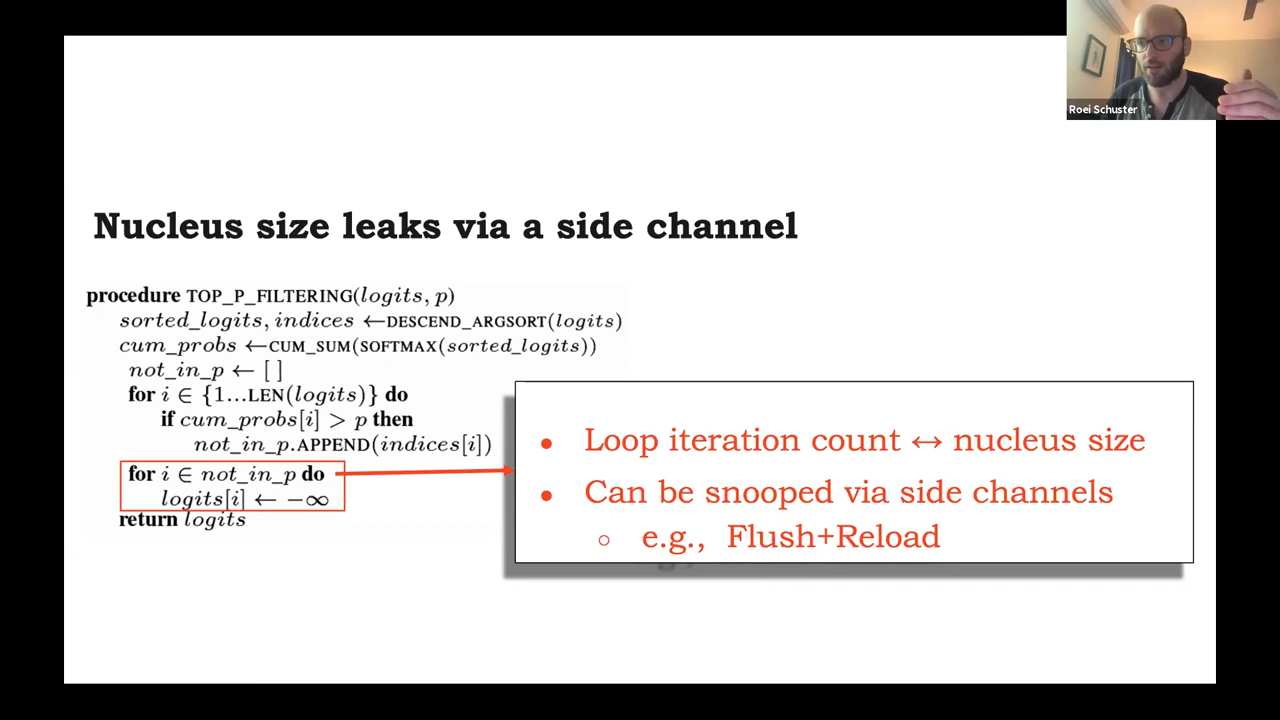 Roei Schuster
Nucleus size leaks via a side channel
procedure TOP_P_FILTERING(logits, p)
sorted_logits, indices ←DESCEND_ARGSORT(logits)
cum_probs ←CUM_SUM(SOFTMAX(sorted_logits))
not_in_p ← [ ]
for i ∈ {1...LEN(logits)} do
if cum_probs[i] > p then
not_in_p.APPEND(indices[i])
for i ∈ not_in_p do
logits[i] ← −∞
return logits
● Loop iteration count ↔ nucleus size
● Can be snooped via side channels
○ e.g., Flush+Reload